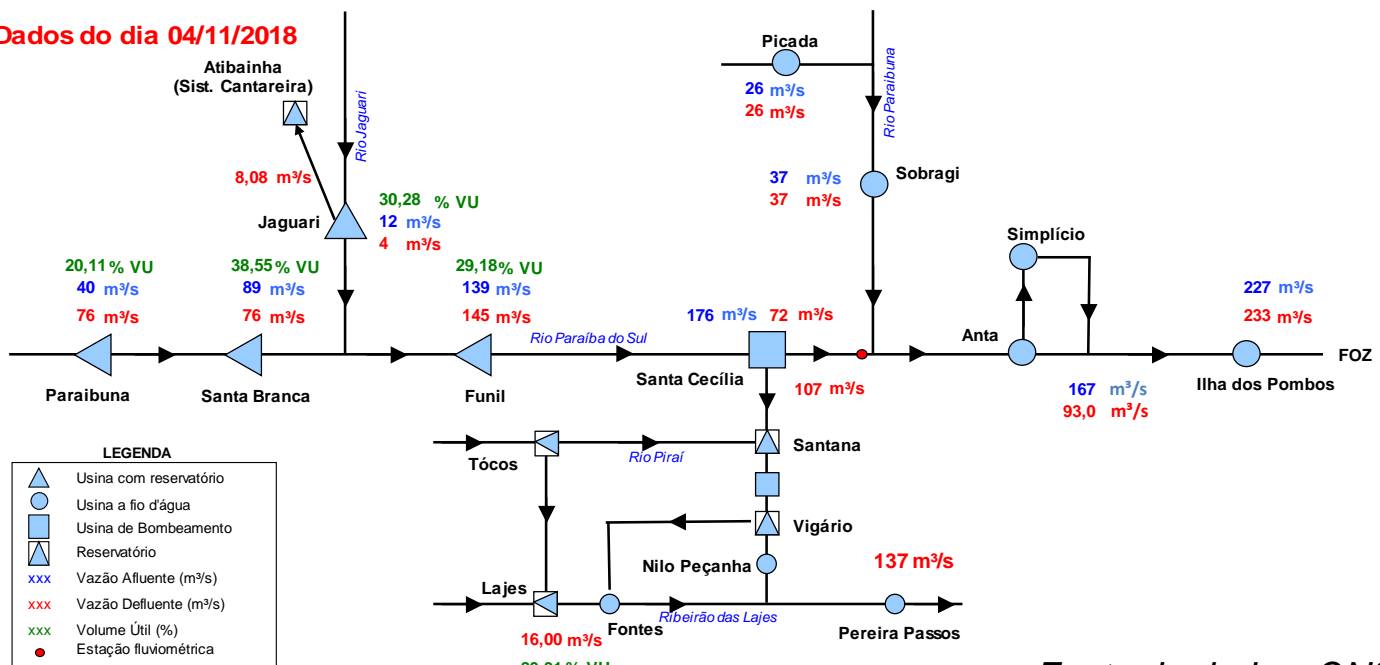 Dados do dia 04/11/2018
Atibainha
(Sist. Cantareira)
Rio Jaguari
8,08 m³/s
Jaguari
30,28 % VU
12 m³/s
4 m³/s
Picada
26 m³/s
26 m³/s
Rio Paraibuna
37 m³/s
37 m³/s
Sobragi
20,11 % VU
40 m³/s
76 m³/s
Paraibuna
38,55 % VU
89 m³/s
76 m³/s
Santa Branca
29,18 % VU
139 m³/s
145 m³/s
Funil
Rio Paraíba do Sul
176 m³/s 72 m³/s
Santa Cecília
107 m³/s
Simplício
Anta
167 m³/s
93,0 m³/s
227 m³/s
233 m³/s
Ilha dos Pombos
FOZ
Tócos
Rio Piraí
Santana
Vigário
Nilo Peçanha
137 m³/s
Lajes
Fontes
Ribeirão das Lajes
Pereira Passos
16,00 m³/s
% VU
LEGENDA
Usina com reservatório
Usina a fio d'água
Usina de Bombeamento
Reservatório
xxx Vazão Afluente (m³/s)
xxx Vazão Defluente (m³/s)
xxx Volume Útil (%)
Estação fluviométrica